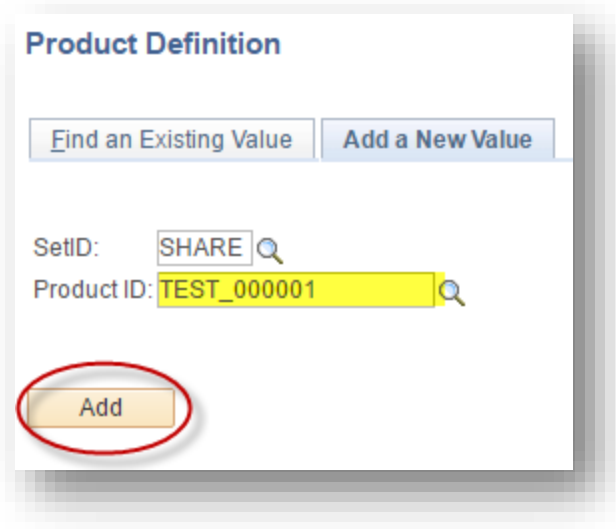 Product Definition
Find an Existing Value Add a New Value
SetID: SHARE
Product ID: TEST_000001
Add